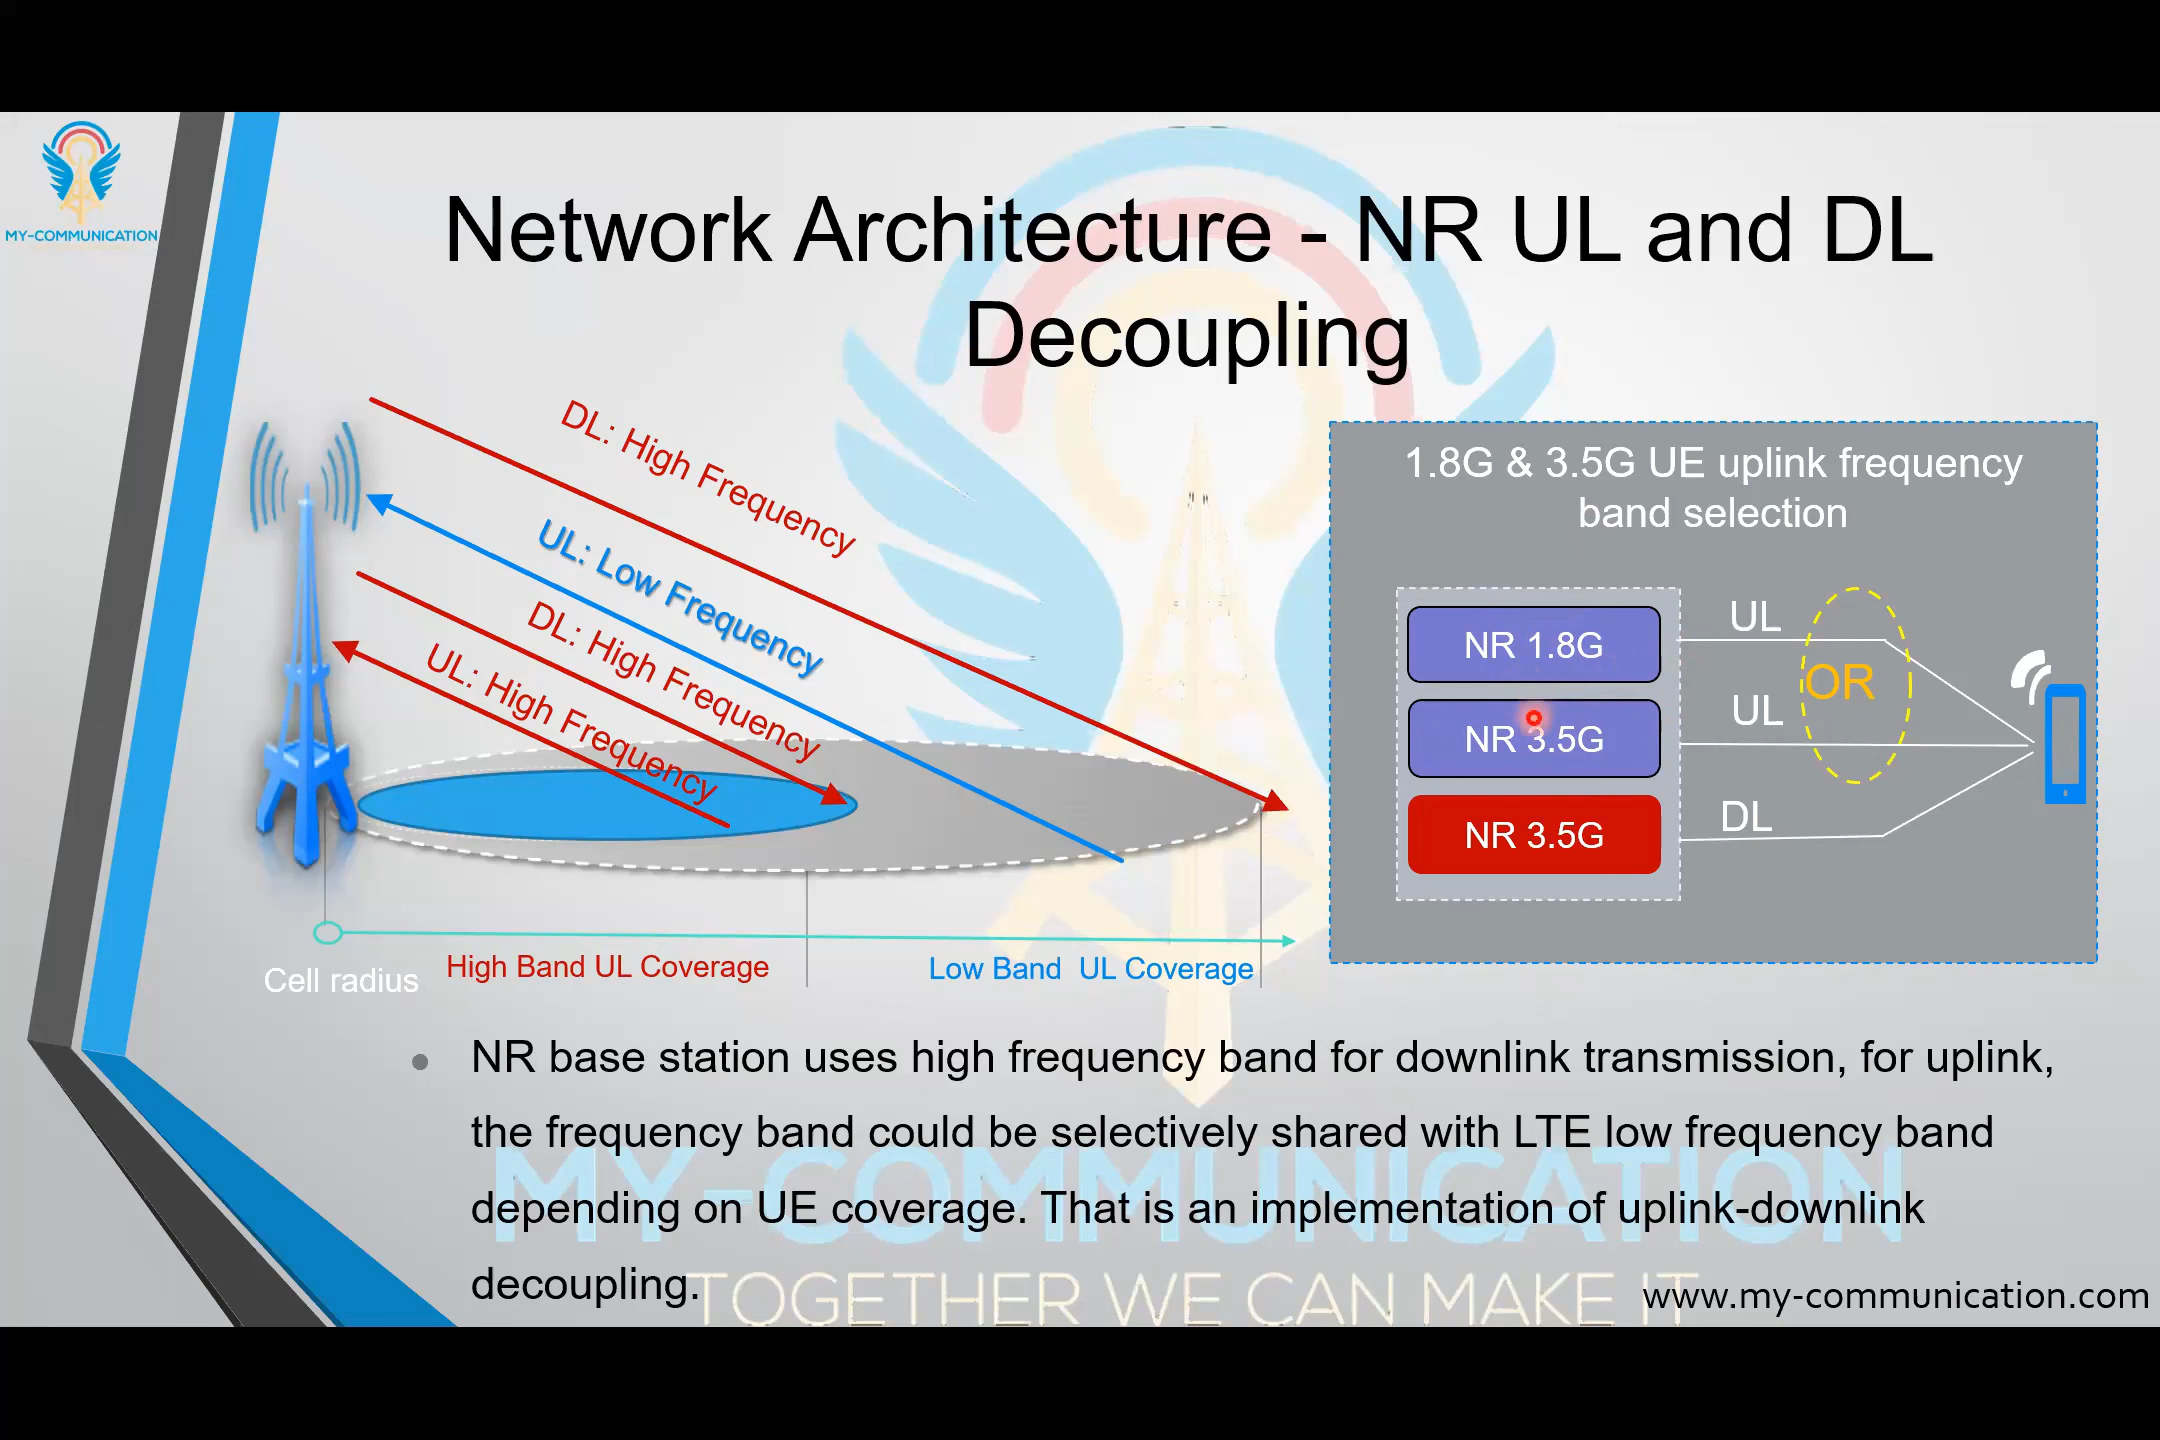 MY-COMMUNICATION
Network Architecture - NR UL and DL
Decoupling
DL: High Frequency
UL: Low Frequency
DL: High Frequency
UL: High Frequency
Cell radius
High Band UL Coverage
Low Band UL Coverage
1.8G & 3.5G UE uplink frequency
band selection
NR 1.8G
NR 3.5G
NR 3.5G
UL
UL
DL
OR
NR base station uses high frequency band for downlink transmission, for uplink,
the frequency band could be selectively shared with LTE low frequency band
depending on UE coverage. That is an implementation of uplink-downlink
decoupling.
MY-COMMUNICATION
TOGETHER WE CAN MAKE IT
www.my-communication.com